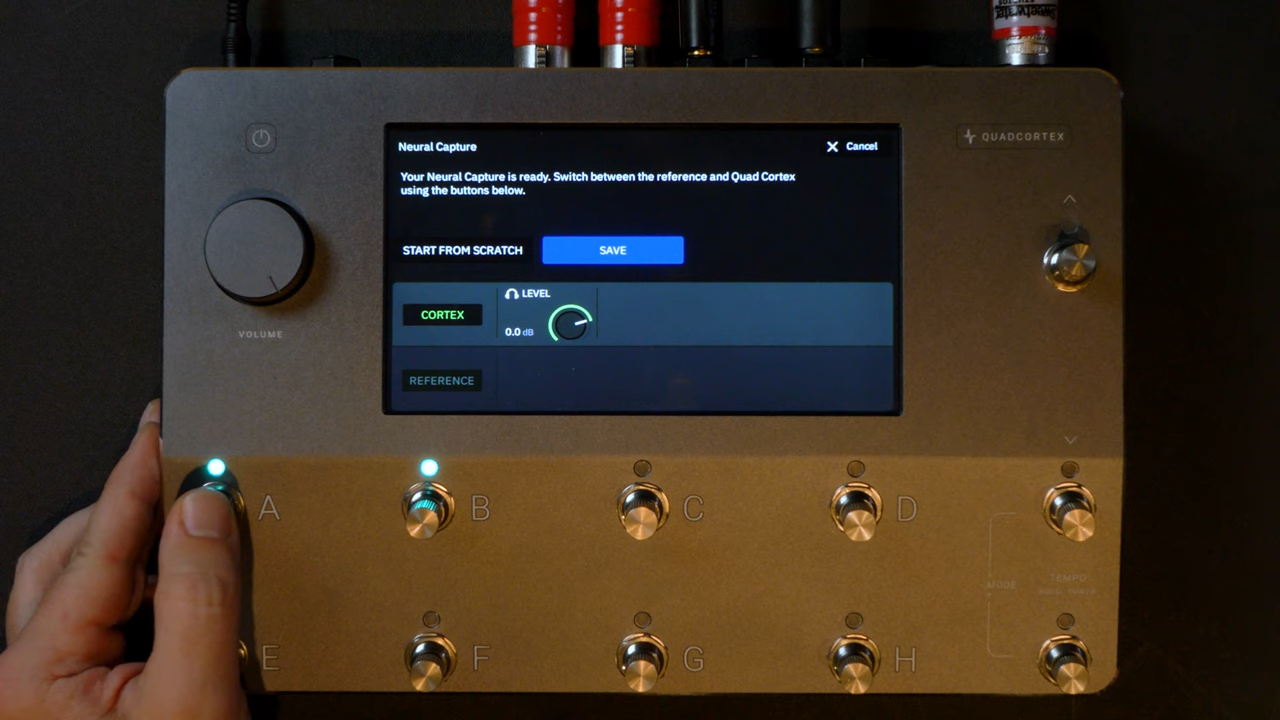 QUADCORTEX
Neural Capture
Cancel
Your Neural Capture is ready. Switch between the reference and Quad Cortex
using the buttons below.
START FROM SCRATCH
SAVE
LEVEL
CORTEX
0.0 dB
VOLUME
REFERENCE
A
B
C
D
MODE
TEMPO
E
F
G
H